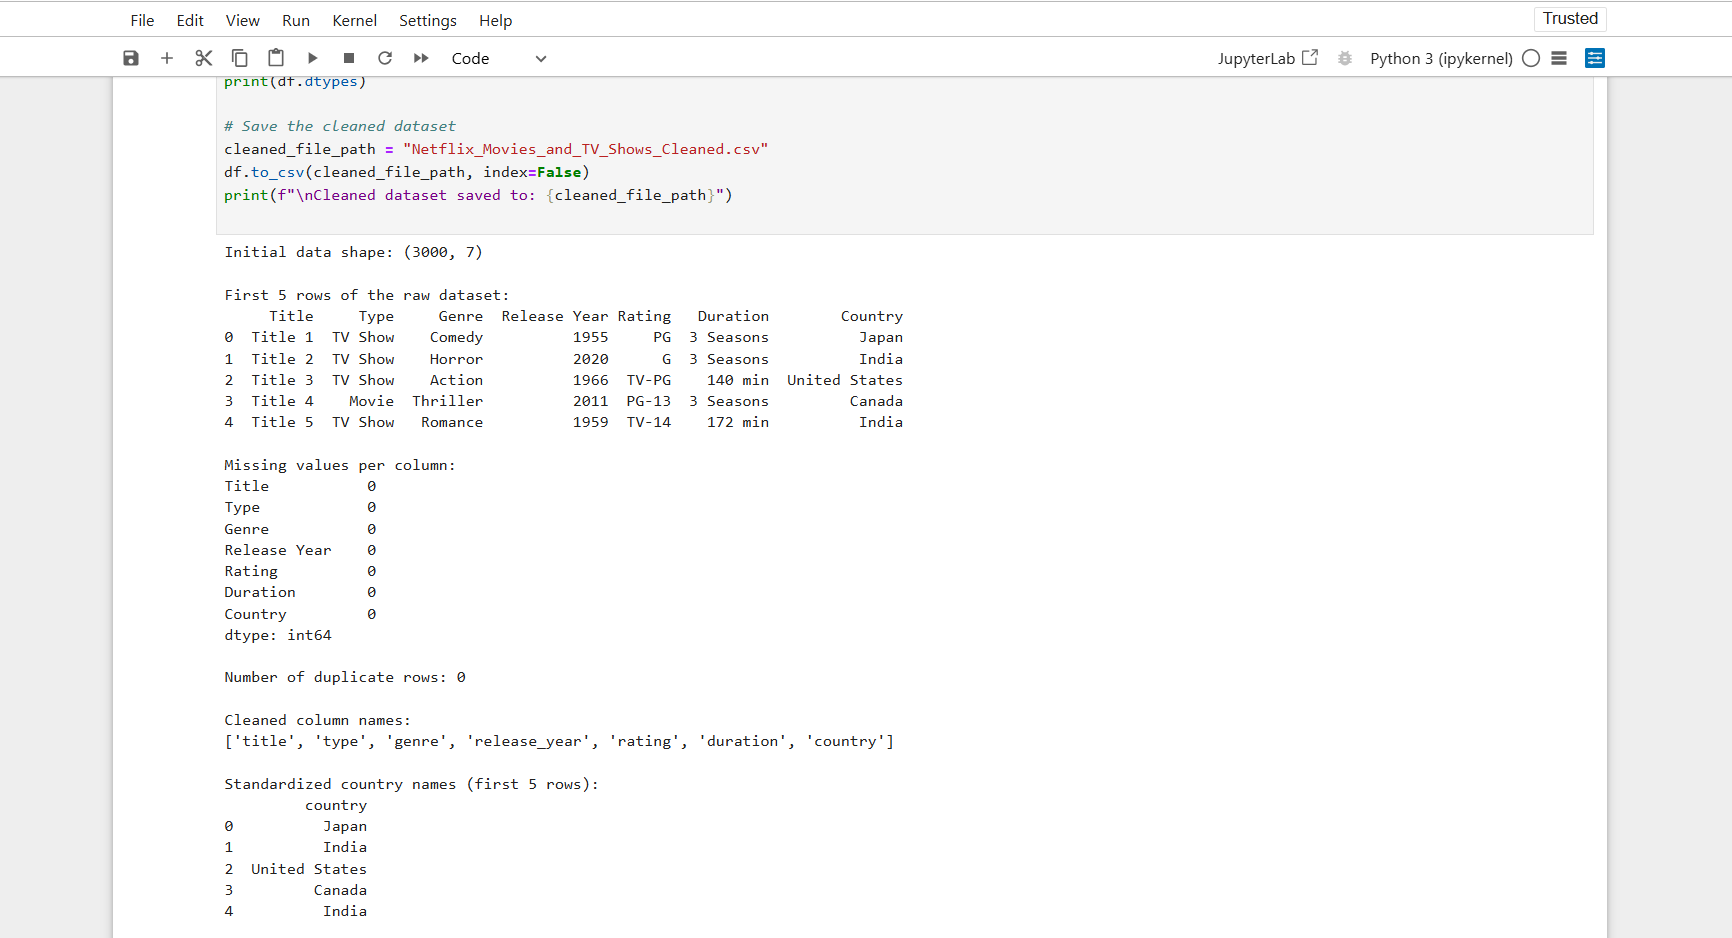 File Edit View Run Kernel Settings Help Trusted
Code JupyterLab Python 3 (ipykernel)
print(df.dtypes)
# Save the cleaned dataset
cleaned_file_path = "Netflix_Movies_and_TV_Shows_Cleaned.csv"
df.to_csv(cleaned_file_path, index=False)
print(f"\nCleaned dataset saved to: {cleaned_file_path}")
Initial data shape: (3000, 7)
First 5 rows of the raw dataset:
Title Type Genre Release Year Rating Duration Country
0 Title 1 TV Show Comedy 1955 PG 3 Seasons Japan
1 Title 2 TV Show Horror 2020 G 3 Seasons India
2 Title 3 TV Show Action 1966 TV-PG 140 min United States
3 Title 4 Movie Thriller 2011 PG-13 3 Seasons Canada
4 Title 5 TV Show Romance 1959 TV-14 172 min India
Missing values per column:
Title 0
Type 0
Genre 0
Release Year 0
Rating 0
Duration 0
Country 0
dtype: int64
Number of duplicate rows: 0
Cleaned column names:
['title', 'type', 'genre', 'release_year', 'rating', 'duration', 'country']
Standardized country names (first 5 rows):
country
0 Japan
1 India
2 United States
3 Canada
4 India